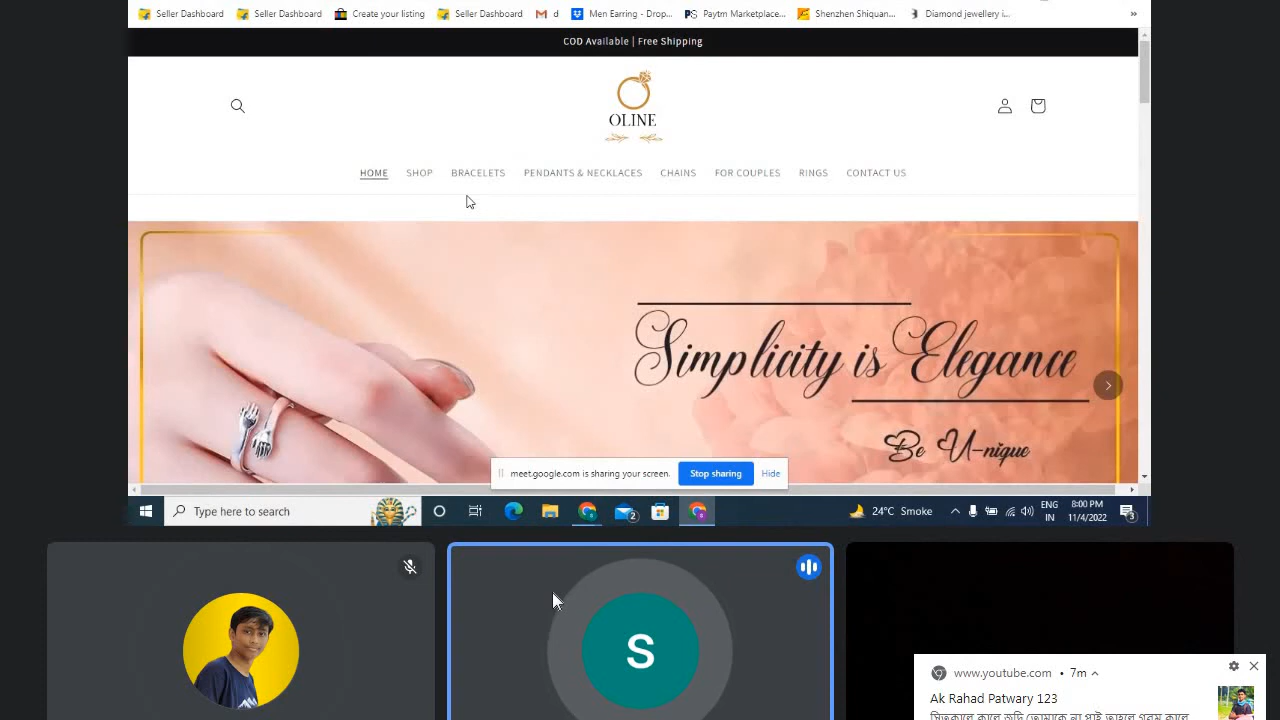 Seller Dashboard Seller Dashboard Create your listing Seller Dashboard d Men Earring - Drop... Paytm Marketplace... Shenzhen Shiquan... Diamond jewellery i... »
COD Available | Free Shipping
OLINE
HOME SHOP BRACELETS PENDANTS & NECKLACES CHAINS FOR COUPLES RINGS CONTACT US
Simplicity is Elegance
Be U-nique
meet.google.com is sharing your screen. Stop sharing Hide
Type here to search 2 24°C Smoke ENG IN 8:00 PM 11/4/2022 3
S
www.youtube.com • 7m
Ak Rahad Patwary 123